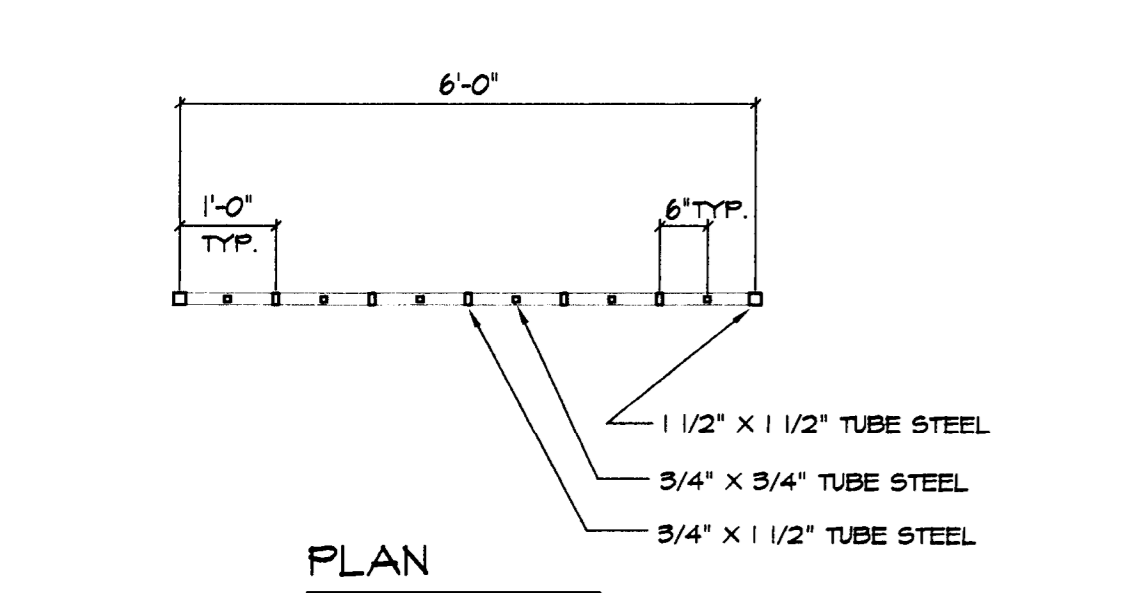 6'-0"
1'-0"
TYP.
6" TYP.
1 1/2" X 1 1/2" TUBE STEEL
3/4" X 3/4" TUBE STEEL
3/4" X 1 1/2" TUBE STEEL
PLAN